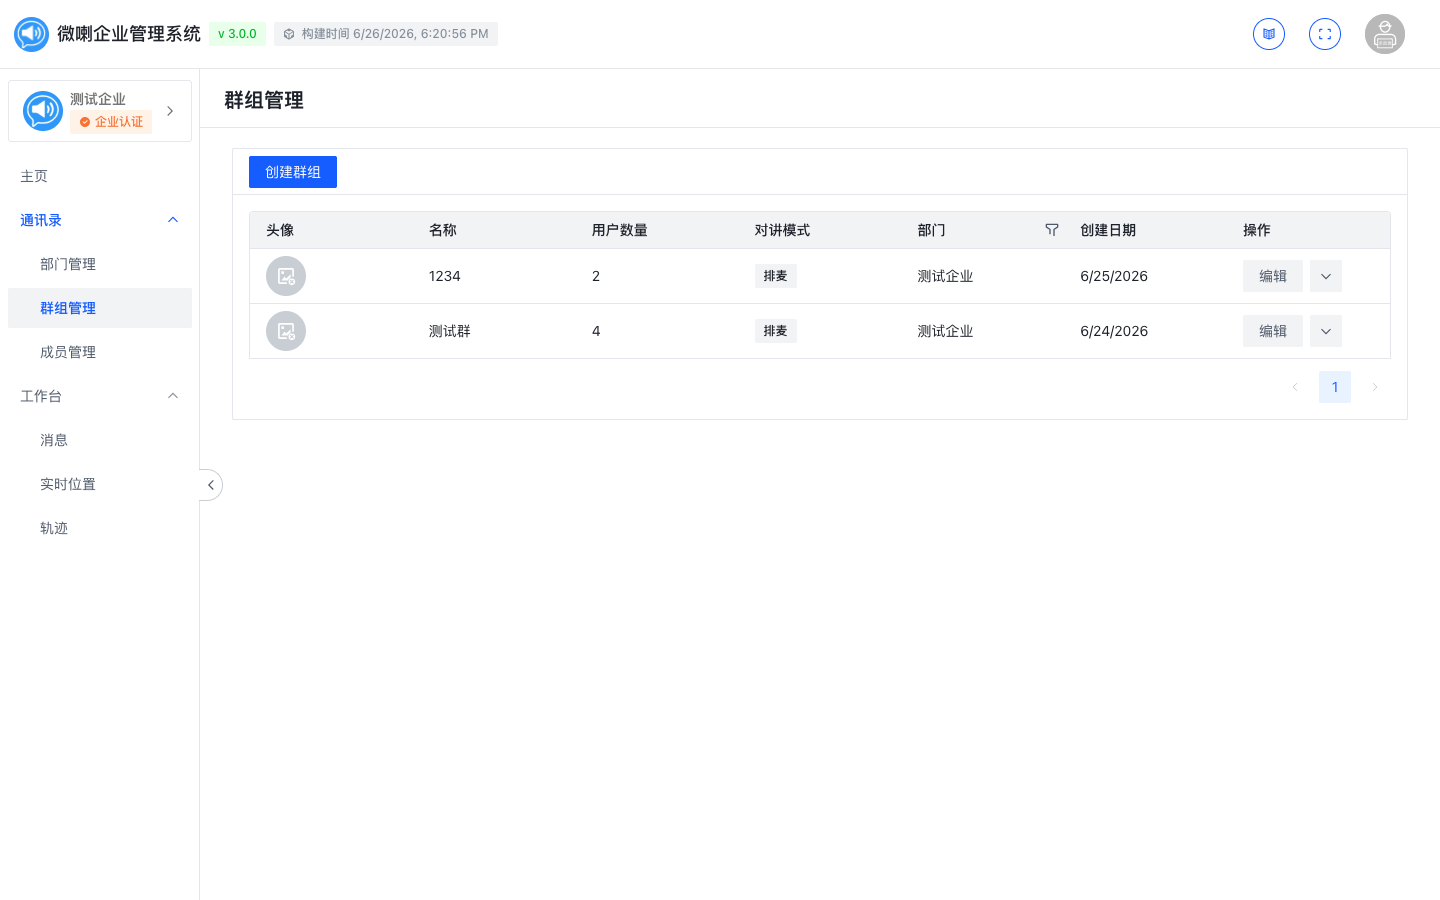 微喇企业管理系统 v 3.0.0 构建时间 6/26/2026, 6:20:56 PM
测试企业
企业认证
主页
通讯录
部门管理
群组管理
成员管理
工作台
消息
实时位置
轨迹
群组管理
创建群组
头像 名称 用户数量 对讲模式 部门 创建日期 操作
1234 2 排麦 测试企业 6/25/2026 编辑
测试群 4 排麦 测试企业 6/24/2026 编辑
1